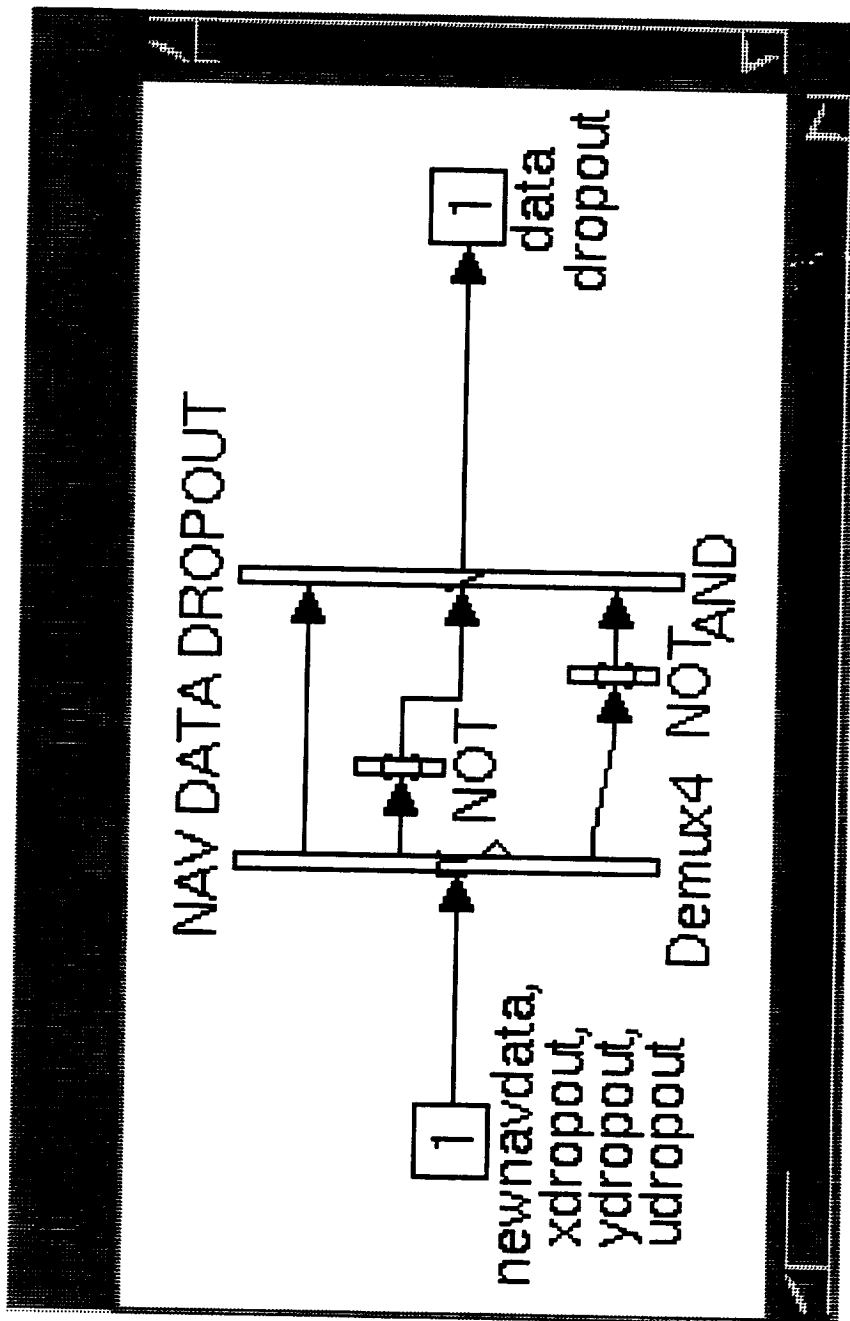 NAV DATA DROPOUT
1
newnavdata,
xdropout,
ydropout,
udropout
NOT
Demux4
NOT
AND
1
data
dropout